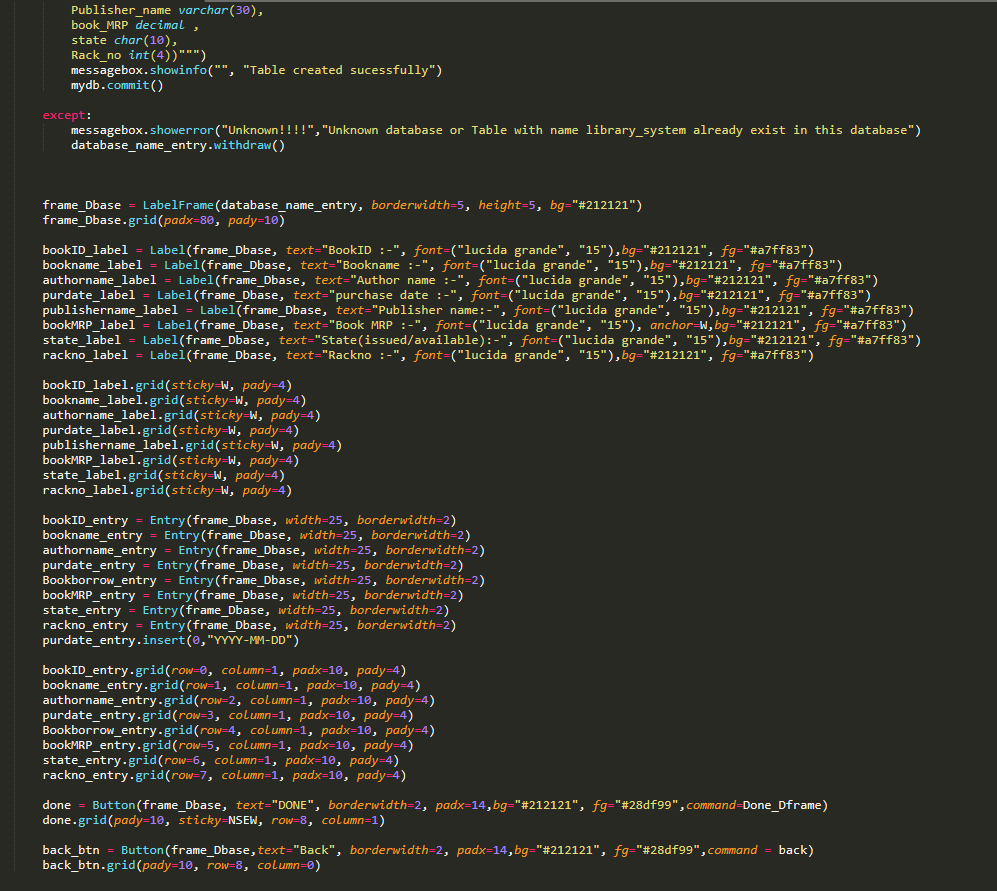 Publisher_name varchar(30),
book_MRP decimal ,
state char(10),
Rack_no int(4))""")
messagebox.showinfo("", "Table created sucessfully")
mydb.commit()
except:
messagebox.showerror("Unknown!!!!","Unknown database or Table with name library_system already exist in this database")
database_name_entry.withdraw()
frame_Dbase = LabelFrame(database_name_entry, borderwidth=5, height=5, bg="#212121")
frame_Dbase.grid(padx=80, pady=10)
bookID_label = Label(frame_Dbase, text="BookID :-", font=("lucida grande", "15"),bg="#212121", fg="#a7ff83")
bookname_label = Label(frame_Dbase, text="Bookname :-", font=("lucida grande", "15"),bg="#212121", fg="#a7ff83")
authorname_label = Label(frame_Dbase, text="Author name :-", font=("lucida grande", "15"),bg="#212121", fg="#a7ff83")
purdate_label = Label(frame_Dbase, text="purchase date :-", font=("lucida grande", "15"),bg="#212121", fg="#a7ff83")
publishername_label = Label(frame_Dbase, text="Publisher name:-", font=("lucida grande", "15"),bg="#212121", fg="#a7ff83")
bookMRP_label = Label(frame_Dbase, text="Book MRP :-", font=("lucida grande", "15"), anchor=W,bg="#212121", fg="#a7ff83")
state_label = Label(frame_Dbase, text="State(issued/available):-", font=("lucida grande", "15"),bg="#212121", fg="#a7ff83")
rackno_label = Label(frame_Dbase, text="Rackno :-", font=("lucida grande", "15"),bg="#212121", fg="#a7ff83")
bookID_label.grid(sticky=W, pady=4)
bookname_label.grid(sticky=W, pady=4)
authorname_label.grid(sticky=W, pady=4)
purdate_label.grid(sticky=W, pady=4)
publishername_label.grid(sticky=W, pady=4)
bookMRP_label.grid(sticky=W, pady=4)
state_label.grid(sticky=W, pady=4)
rackno_label.grid(sticky=W, pady=4)
bookID_entry = Entry(frame_Dbase, width=25, borderwidth=2)
bookname_entry = Entry(frame_Dbase, width=25, borderwidth=2)
authorname_entry = Entry(frame_Dbase, width=25, borderwidth=2)
purdate_entry = Entry(frame_Dbase, width=25, borderwidth=2)
Bookborrow_entry = Entry(frame_Dbase, width=25, borderwidth=2)
bookMRP_entry = Entry(frame_Dbase, width=25, borderwidth=2)
state_entry = Entry(frame_Dbase, width=25, borderwidth=2)
rackno_entry = Entry(frame_Dbase, width=25, borderwidth=2)
purdate_entry.insert(0,"YYYY-MM-DD")
bookID_entry.grid(row=0, column=1, padx=10, pady=4)
bookname_entry.grid(row=1, column=1, padx=10, pady=4)
authorname_entry.grid(row=2, column=1, padx=10, pady=4)
purdate_entry.grid(row=3, column=1, padx=10, pady=4)
Bookborrow_entry.grid(row=4, column=1, padx=10, pady=4)
bookMRP_entry.grid(row=5, column=1, padx=10, pady=4)
state_entry.grid(row=6, column=1, padx=10, pady=4)
rackno_entry.grid(row=7, column=1, padx=10, pady=4)
done = Button(frame_Dbase, text="DONE", borderwidth=2, padx=14,bg="#212121", fg="#28df99",command=Done_Dframe)
done.grid(pady=10, sticky=NSEW, row=8, column=1)
back_btn = Button(frame_Dbase,text="Back", borderwidth=2, padx=14,bg="#212121", fg="#28df99",command = back)
back_btn.grid(pady=10, row=8, column=0)